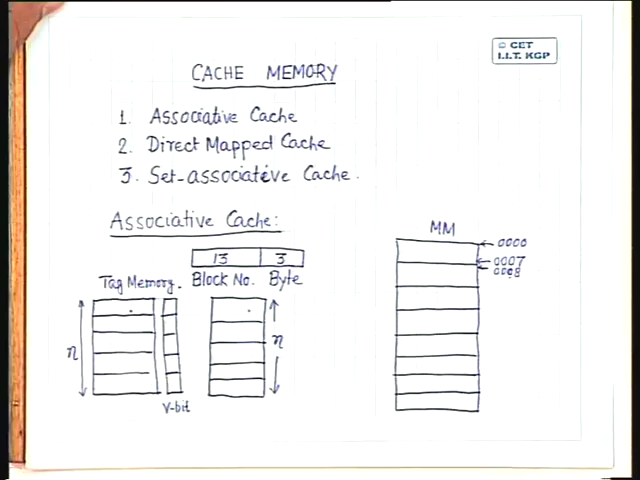 © CET
I.I.T. KGP
CACHE MEMORY
1. Associative Cache
2. Direct Mapped Cache
3. Set-associative Cache.
Associative Cache:
MM
13 3
0000
0007
0008
Tag Memory. Block No. Byte
n n
V-bit